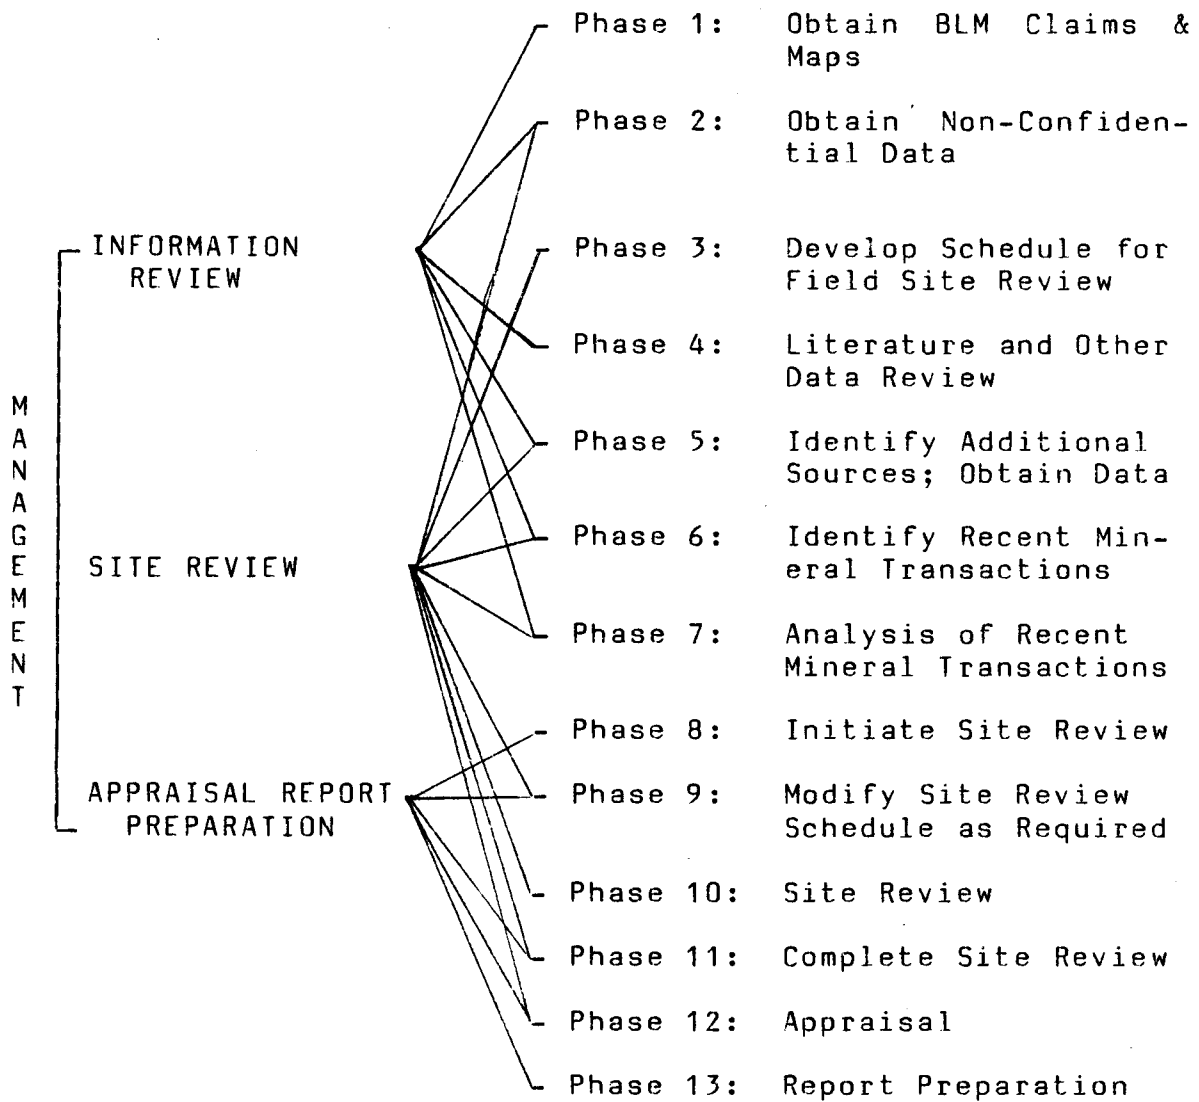 MANAGEMENT
INFORMATION
REVIEW
SITE REVIEW
APPRAISAL REPORT
PREPARATION
Phase 1: Obtain BLM Claims &
Maps
Phase 2: Obtain Non-Confiden-
tial Data
Phase 3: Develop Schedule for
Field Site Review
Phase 4: Literature and Other
Data Review
Phase 5: Identify Additional
Sources; Obtain Data
Phase 6: Identify Recent Min-
eral Transactions
Phase 7: Analysis of Recent
Mineral Transactions
Phase 8: Initiate Site Review
Phase 9: Modify Site Review
Schedule as Required
Phase 10: Site Review
Phase 11: Complete Site Review
Phase 12: Appraisal
Phase 13: Report Preparation